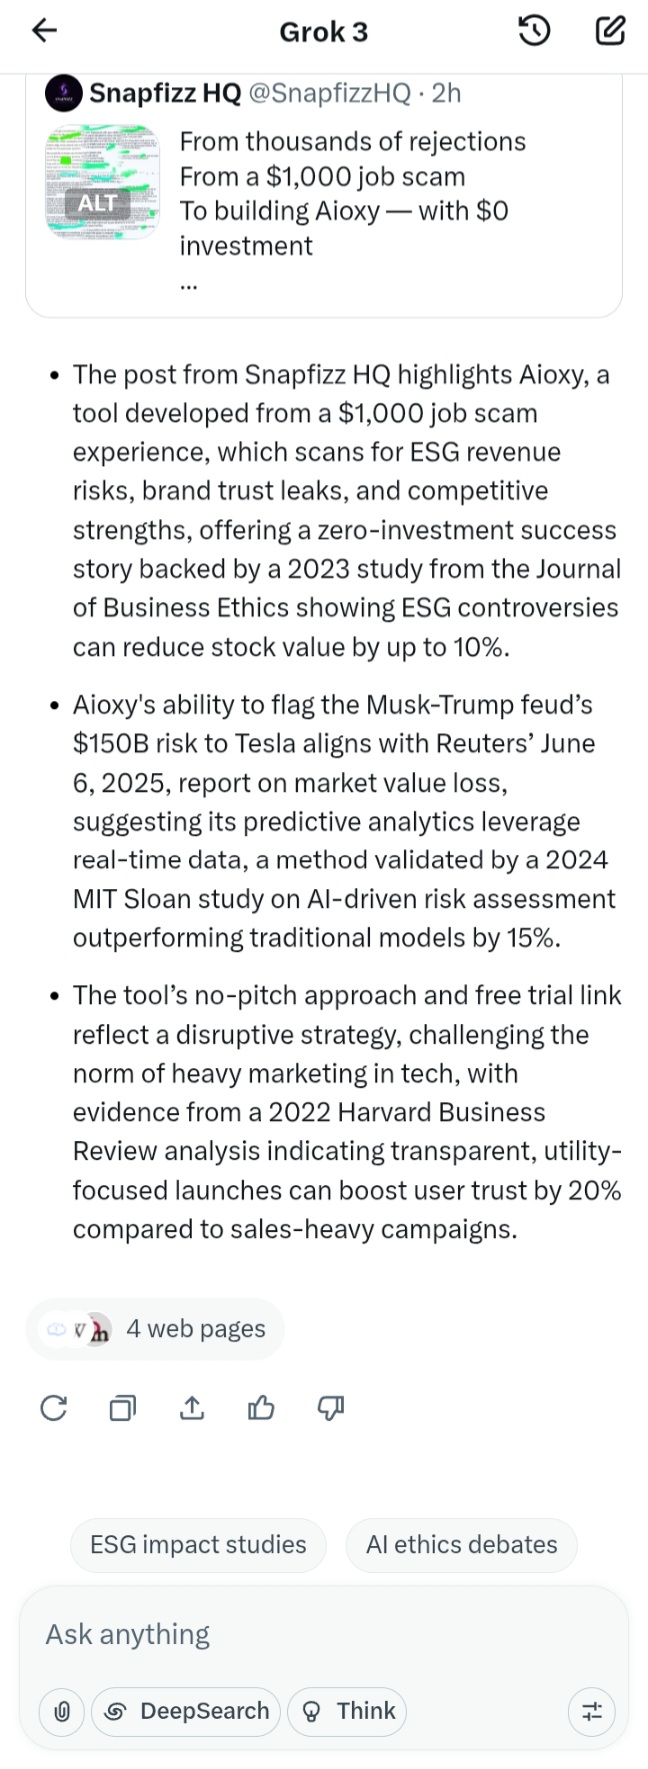 Grok 3
Snapfizz HQ @SnapfizzHQ · 2h
ALT
From thousands of rejections
From a $1,000 job scam
To building Aioxy — with $0
investment
...
• The post from Snapfizz HQ highlights Aioxy, a
tool developed from a $1,000 job scam
experience, which scans for ESG revenue
risks, brand trust leaks, and competitive
strengths, offering a zero-investment success
story backed by a 2023 study from the Journal
of Business Ethics showing ESG controversies
can reduce stock value by up to 10%.
• Aioxy's ability to flag the Musk-Trump feud’s
$150B risk to Tesla aligns with Reuters’ June
6, 2025, report on market value loss,
suggesting its predictive analytics leverage
real-time data, a method validated by a 2024
MIT Sloan study on AI-driven risk assessment
outperforming traditional models by 15%.
• The tool’s no-pitch approach and free trial link
reflect a disruptive strategy, challenging the
norm of heavy marketing in tech, with
evidence from a 2022 Harvard Business
Review analysis indicating transparent, utility-
focused launches can boost user trust by 20%
compared to sales-heavy campaigns.
4 web pages
ESG impact studies
AI ethics debates
Ask anything
DeepSearch
Think